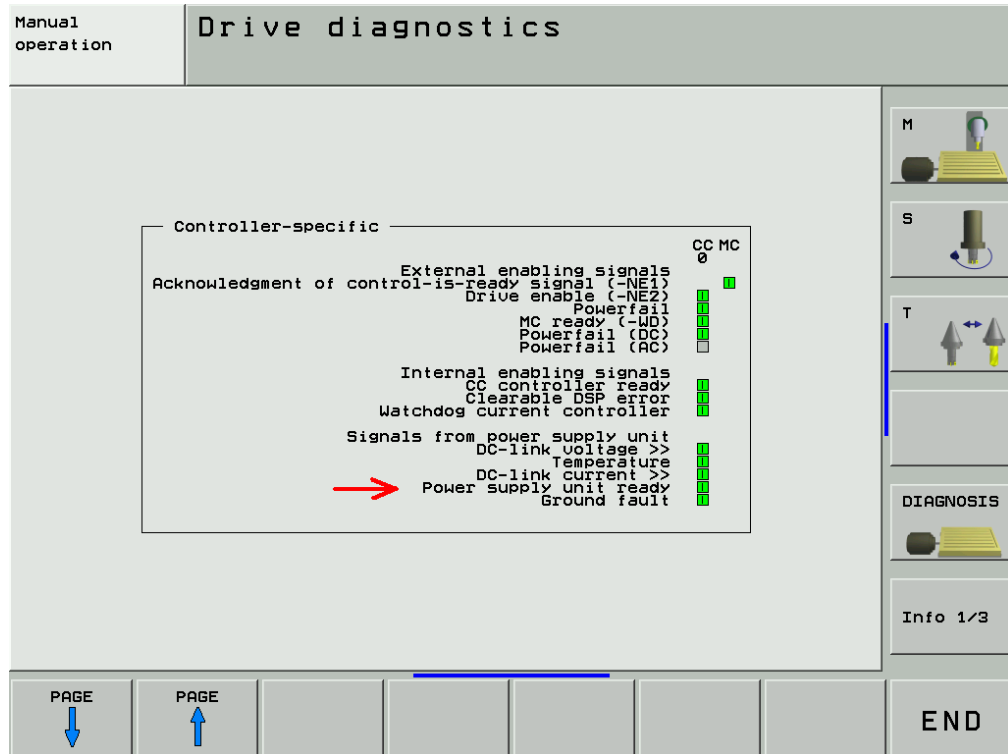 Manual
operation
Drive diagnostics
Controller-specific
CC MC
0
External enabling signals
Acknowledgment of control-is-ready signal (-NE1)
Drive enable (-NE2)
Powerfail
MC ready (-WD)
Powerfail (DC)
Powerfail (AC)
Internal enabling signals
CC controller ready
Clearable DSP error
Watchdog current controller
Signals from power supply unit
DC-link voltage >>
Temperature
DC-link current >>
Power supply unit ready
Ground fault
M
S
T
DIAGNOSIS
Info 1/3
PAGE
PAGE
END